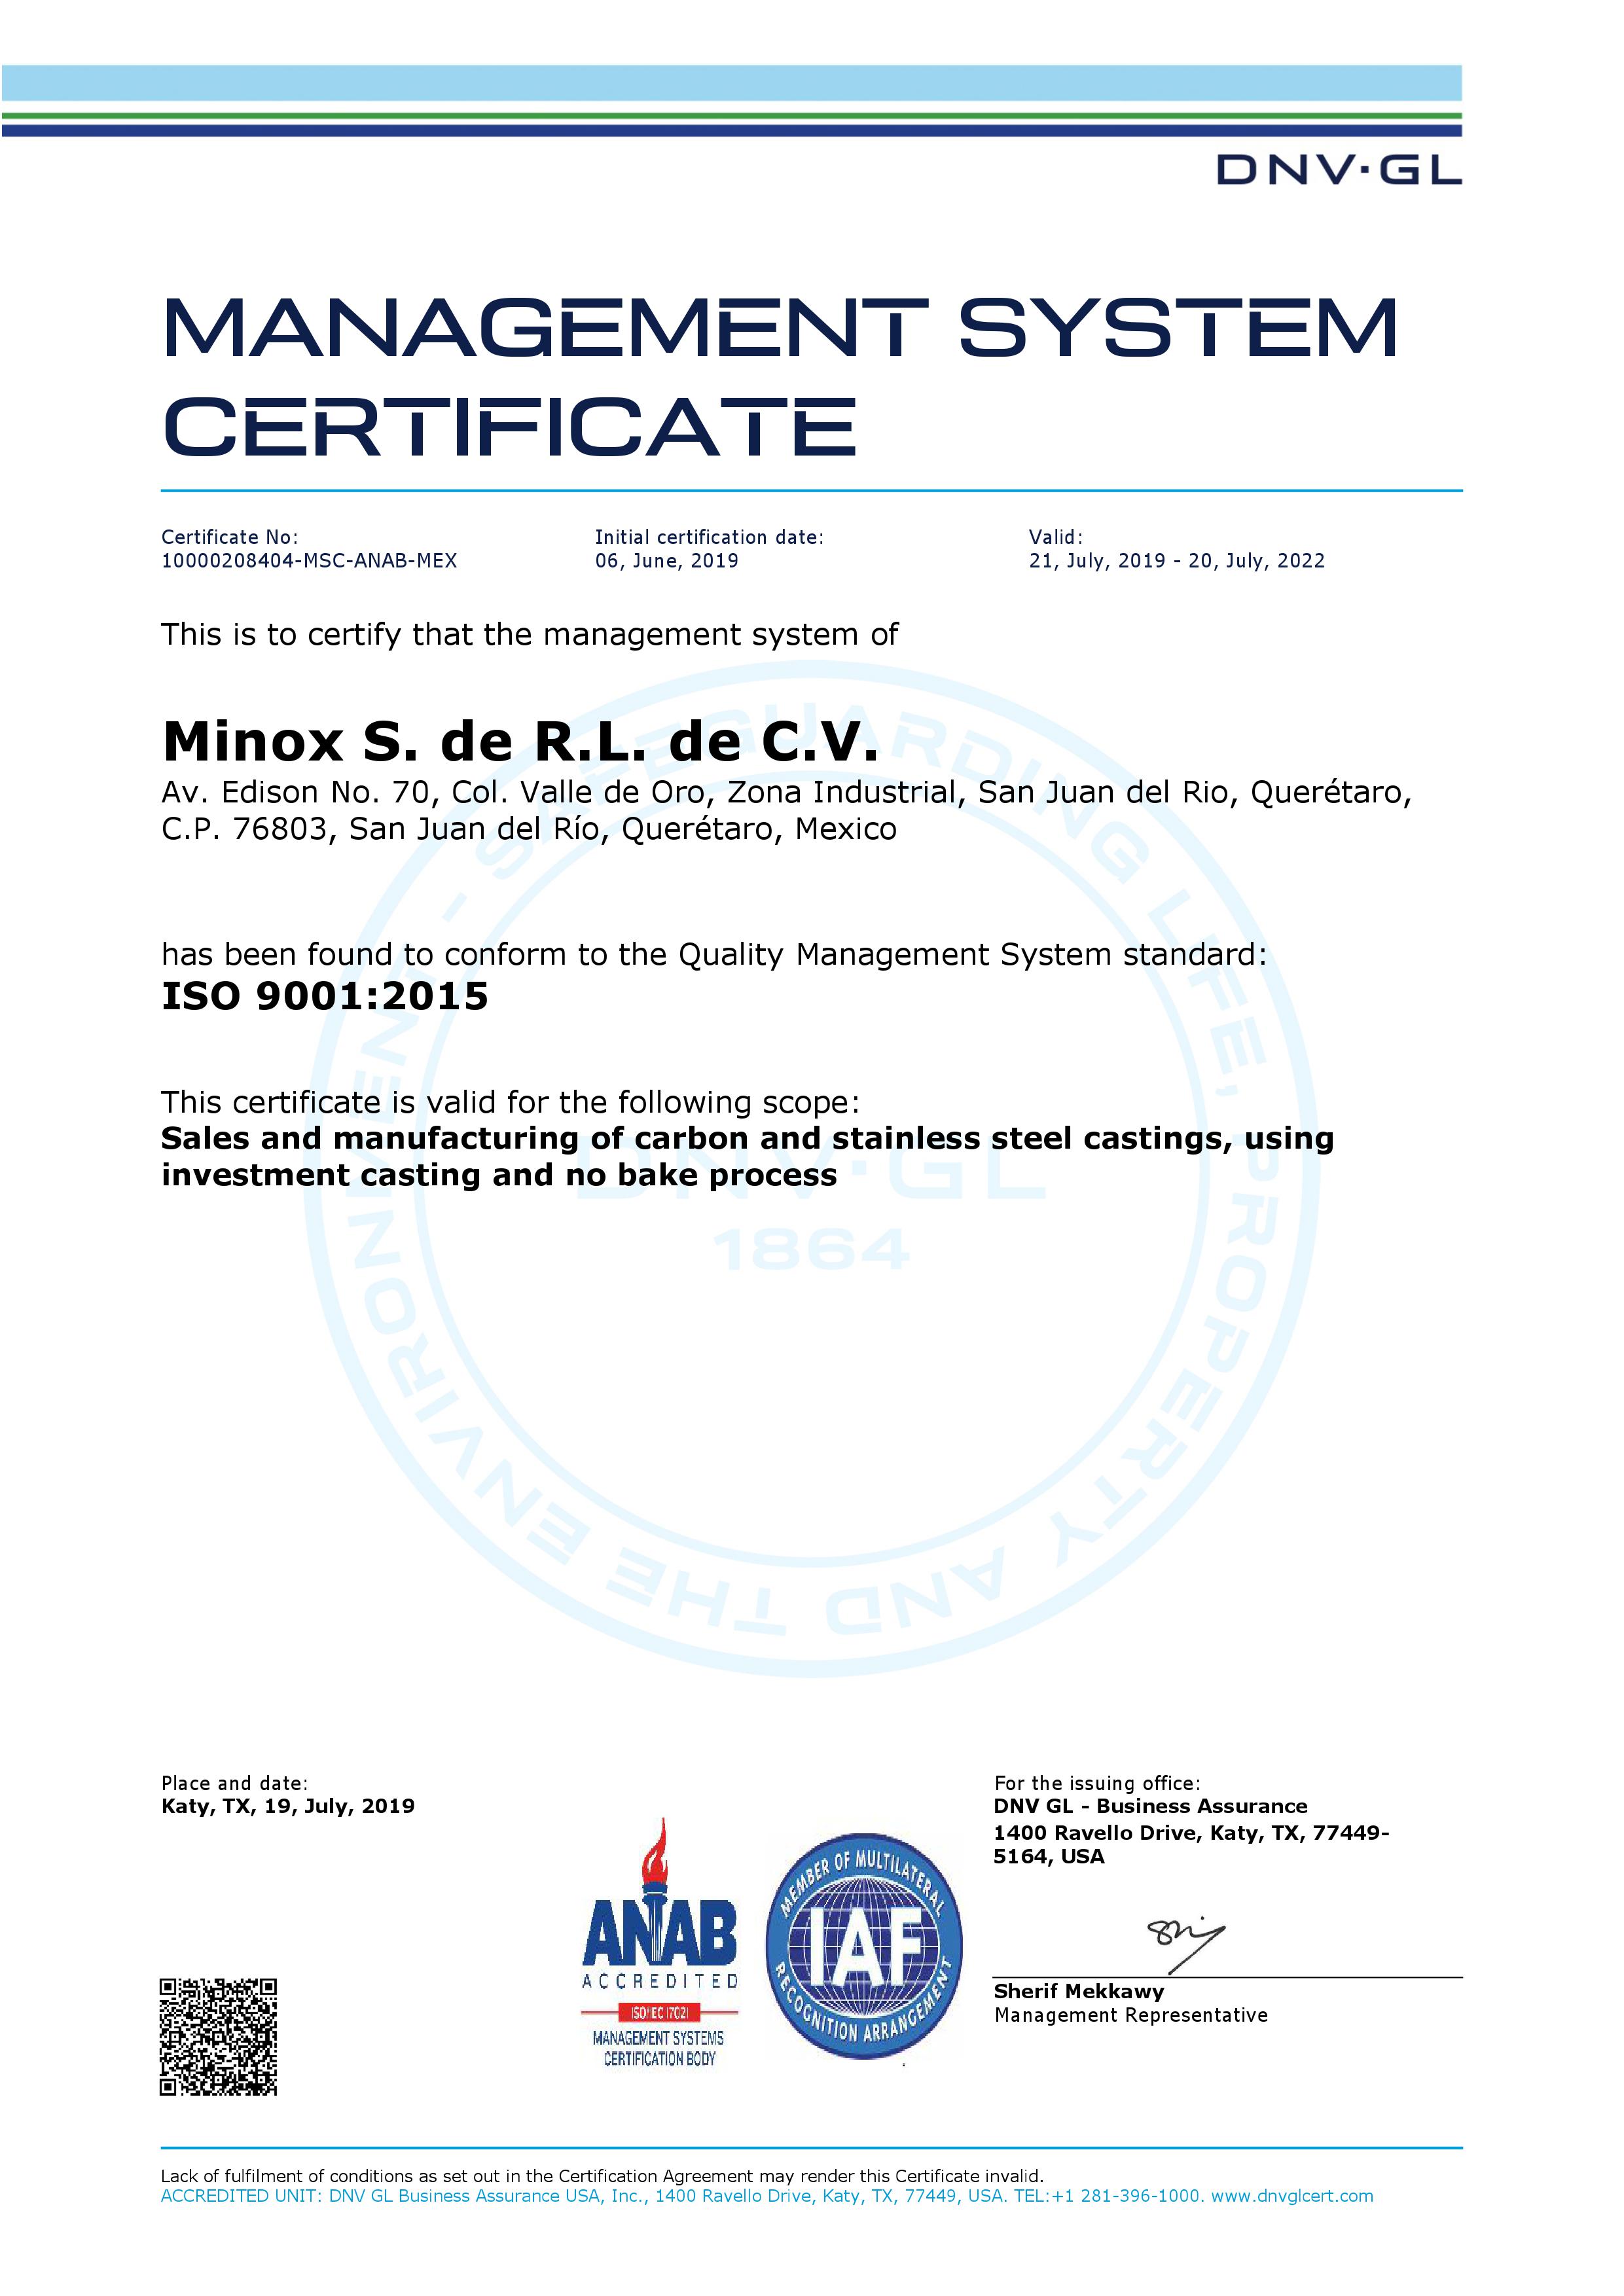 DNV·GL
MANAGEMENT SYSTEM
CERTIFICATE
Certificate No:
10000208404-MSC-ANAB-MEX
Initial certification date:
06, June, 2019
Valid:
21, July, 2019 - 20, July, 2022
This is to certify that the management system of
Minox S. de R.L. de C.V.
Av. Edison No. 70, Col. Valle de Oro, Zona Industrial, San Juan del Rio, Querétaro,
C.P. 76803, San Juan del Río, Querétaro, Mexico
has been found to conform to the Quality Management System standard:
ISO 9001:2015
This certificate is valid for the following scope:
Sales and manufacturing of carbon and stainless steel castings, using
investment casting and no bake process
SAFEGUARDING LIFE, PROPERTY AND THE ENVIRONMENT -
DNV·GL
1864
Place and date:
Katy, TX, 19, July, 2019
ANAB
ACCREDITED
ISO/IEC 17021
MANAGEMENT SYSTEMS
CERTIFICATION BODY
MEMBER OF MULTILATERAL
IAF
RECOGNITION ARRANGEMENT
For the issuing office:
DNV GL - Business Assurance
1400 Ravello Drive, Katy, TX, 77449-
5164, USA
Sherif Mekkawy
Management Representative
Lack of fulfilment of conditions as set out in the Certification Agreement may render this Certificate invalid.
ACCREDITED UNIT: DNV GL Business Assurance USA, Inc., 1400 Ravello Drive, Katy, TX, 77449, USA. TEL:+1 281-396-1000. www.dnvglcert.com